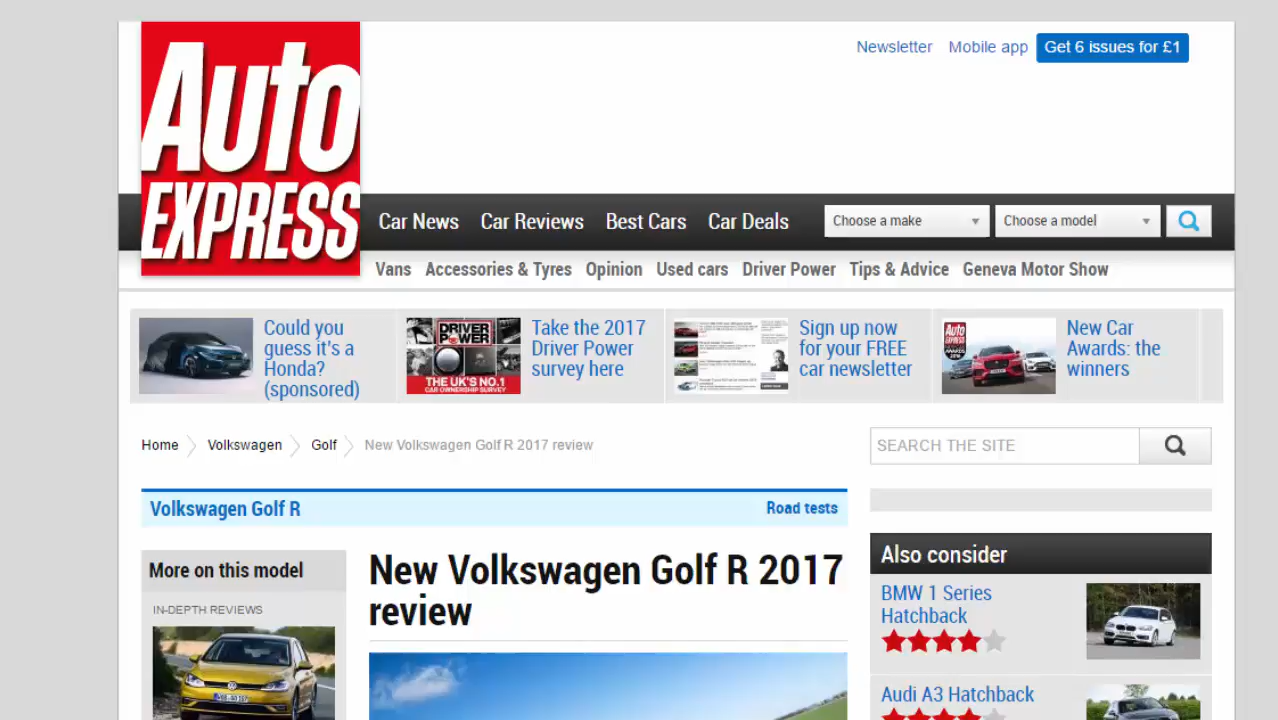 Auto
EXPRESS
Newsletter Mobile app Get 6 issues for £1
Car News Car Reviews Best Cars Car Deals Choose a make Choose a model
Vans Accessories & Tyres Opinion Used cars Driver Power Tips & Advice Geneva Motor Show
Could you
guess it's a
Honda?
(sponsored)
DRIVER
POWER
THE UK'S NO.1
CAR OWNERSHIP SURVEY
Take the 2017
Driver Power
survey here
Sign up now
for your FREE
car newsletter
Auto
EXPRESS
New Car
Awards: the
winners
Home Volkswagen Golf New Volkswagen Golf R 2017 review
SEARCH THE SITE
Volkswagen Golf R Road tests
More on this model
IN-DEPTH REVIEWS
New Volkswagen Golf R 2017
review
Also consider
BMW 1 Series
Hatchback
Audi A3 Hatchback